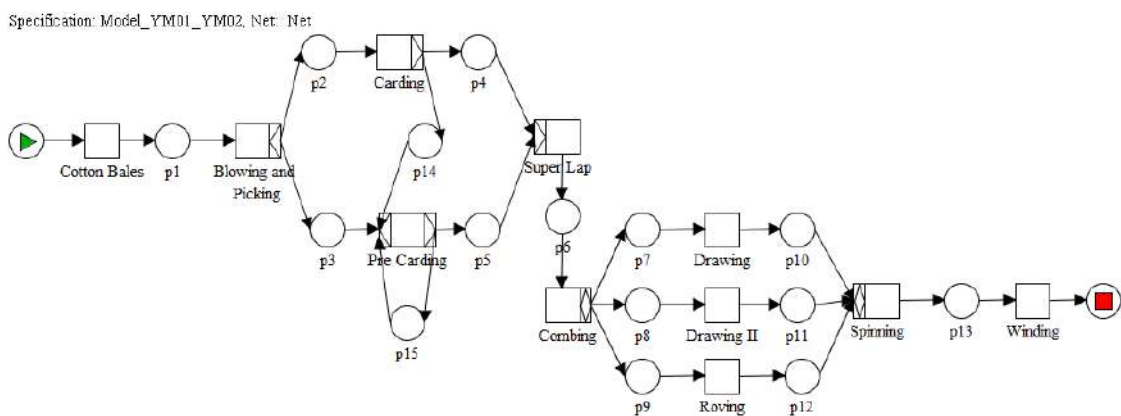 Specification: Model_YM01_YM02, Net: Net
p2
Carding
p4
Cotton Bales
p1
Blowing and
Picking
p14
Super Lap
p3
Pre Carding
p5
p6
p15
p7
Drawing
p10
Combing
p8
Drawing II
p11
Spinning
p13
Winding
p9
Roving
p12